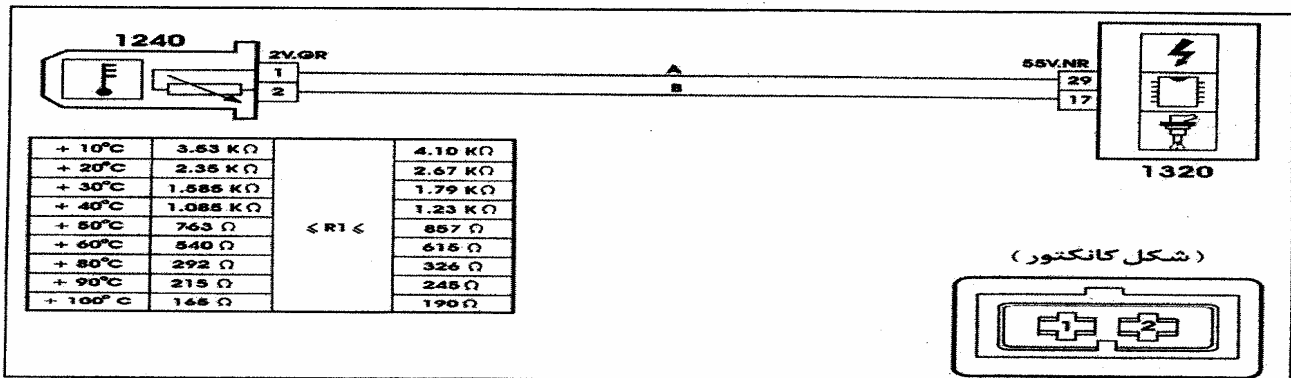 1240
2V.GR
1
2
A
B
55V.NR
29
17
1320
+ 10°C 3.53 KΩ 4.10 KΩ
+ 20°C 2.35 KΩ 2.67 KΩ
+ 30°C 1.585 KΩ 1.79 KΩ
+ 40°C 1.085 KΩ 1.23 KΩ
+ 50°C 763 Ω ≤ R1 ≤ 857 Ω
+ 60°C 540 Ω 615 Ω
+ 80°C 292 Ω 326 Ω
+ 90°C 215 Ω 245 Ω
+ 100°C 165 Ω 190 Ω
( شکل کانکتور )
1 2